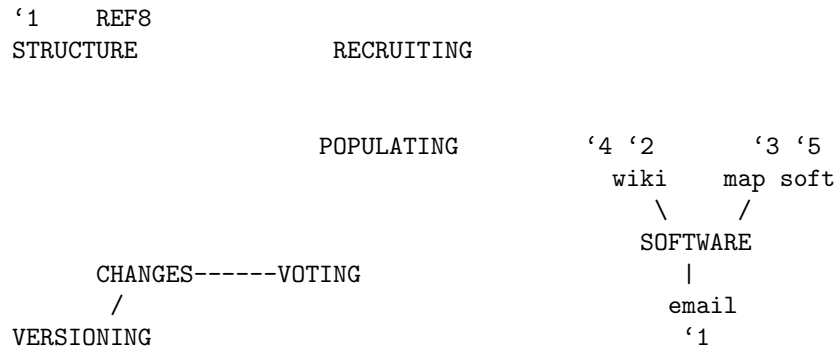 ‘1 REF8
STRUCTURE RECRUITING
POPULATING ‘4 ‘2 ‘3 ‘5
wiki map soft
\ /
SOFTWARE
CHANGES------VOTING |
/ email
VERSIONING ‘1